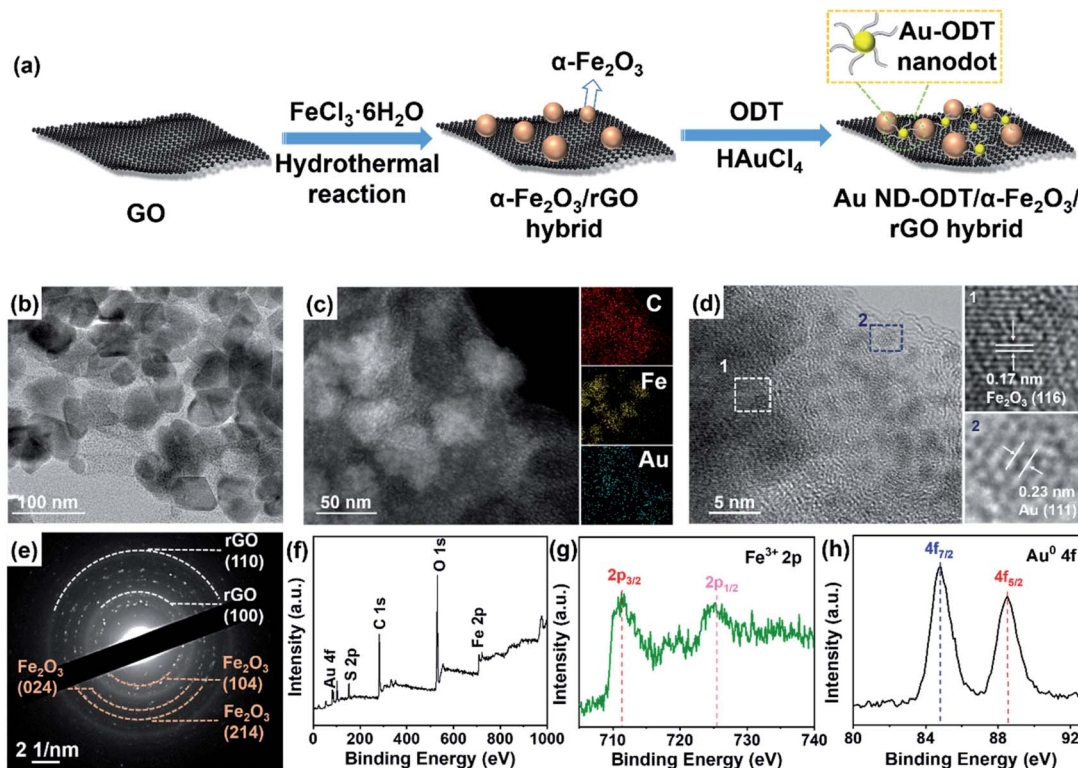 (a)
Au-ODT
nanodot
α-Fe₂O₃
FeCl₃·6H₂O
Hydrothermal
reaction
ODT
HAuCl₄
GO
α-Fe₂O₃/rGO
hybrid
Au ND-ODT/α-Fe₂O₃/
rGO hybrid
(b)
100 nm
(c)
50 nm
C
Fe
Au
(d)
1
2
5 nm
1
0.17 nm
Fe₂O₃ (116)
2
0.23 nm
Au (111)
(e)
rGO
(110)
rGO
(100)
Fe₂O₃
(024)
Fe₂O₃
(104)
Fe₂O₃
(214)
2 1/nm
(f)
Intensity (a.u.)
Au 4f
S 2p
C 1s
O 1s
Fe 2p
0 200 400 600 800 1000
Binding Energy (eV)
(g)
Fe³⁺ 2p
2p₃/₂
2p₁/₂
Intensity (a.u.)
710 720 730 740
Binding Energy (eV)
(h)
Au⁰ 4f
4f₇/₂
4f₅/₂
Intensity (a.u.)
80 84 88 92
Binding Energy (eV)